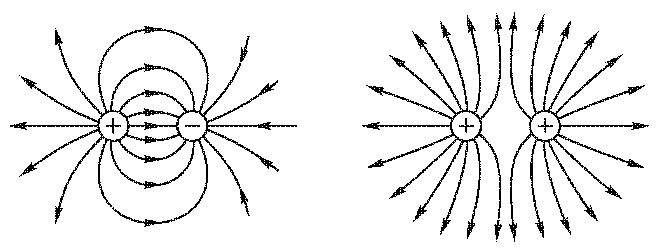 + − + +